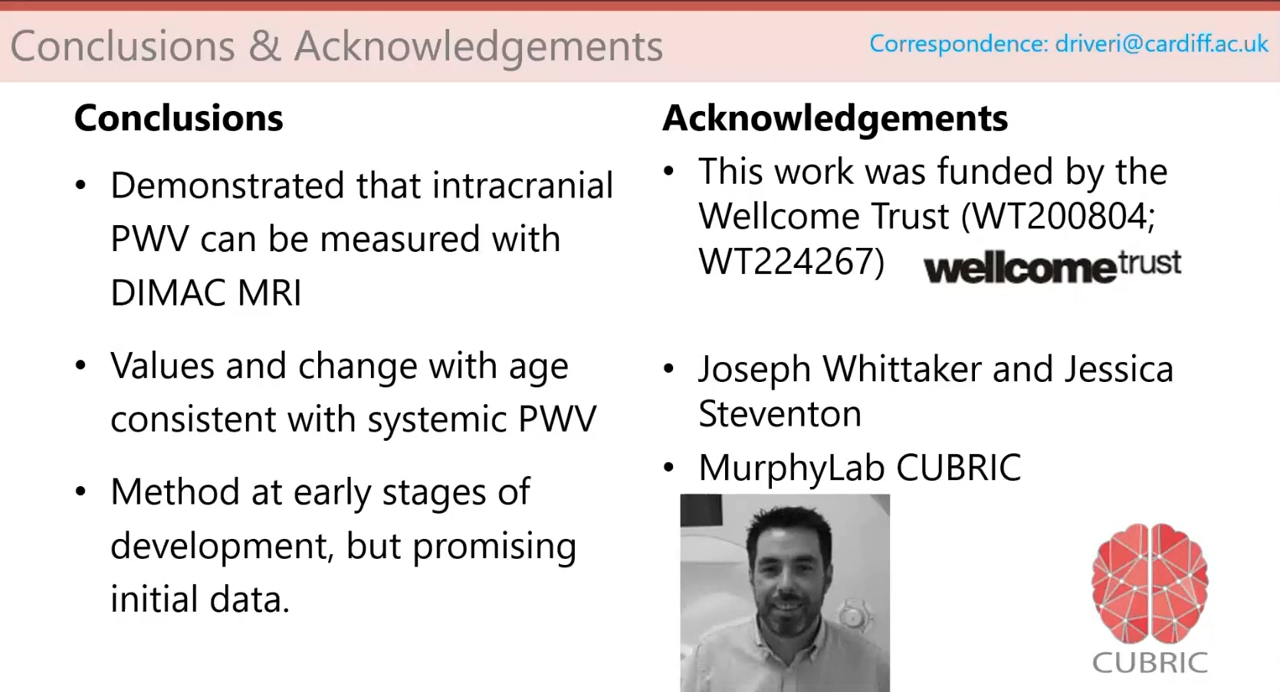 Conclusions & Acknowledgements
Correspondence: driveri@cardiff.ac.uk
Conclusions
• Demonstrated that intracranial
PWV can be measured with
DIMAC MRI
• Values and change with age
consistent with systemic PWV
• Method at early stages of
development, but promising
initial data.
Acknowledgements
• This work was funded by the
Wellcome Trust (WT200804;
WT224267)
wellcometrust
• Joseph Whittaker and Jessica
Steventon
• MurphyLab CUBRIC
CUBRIC